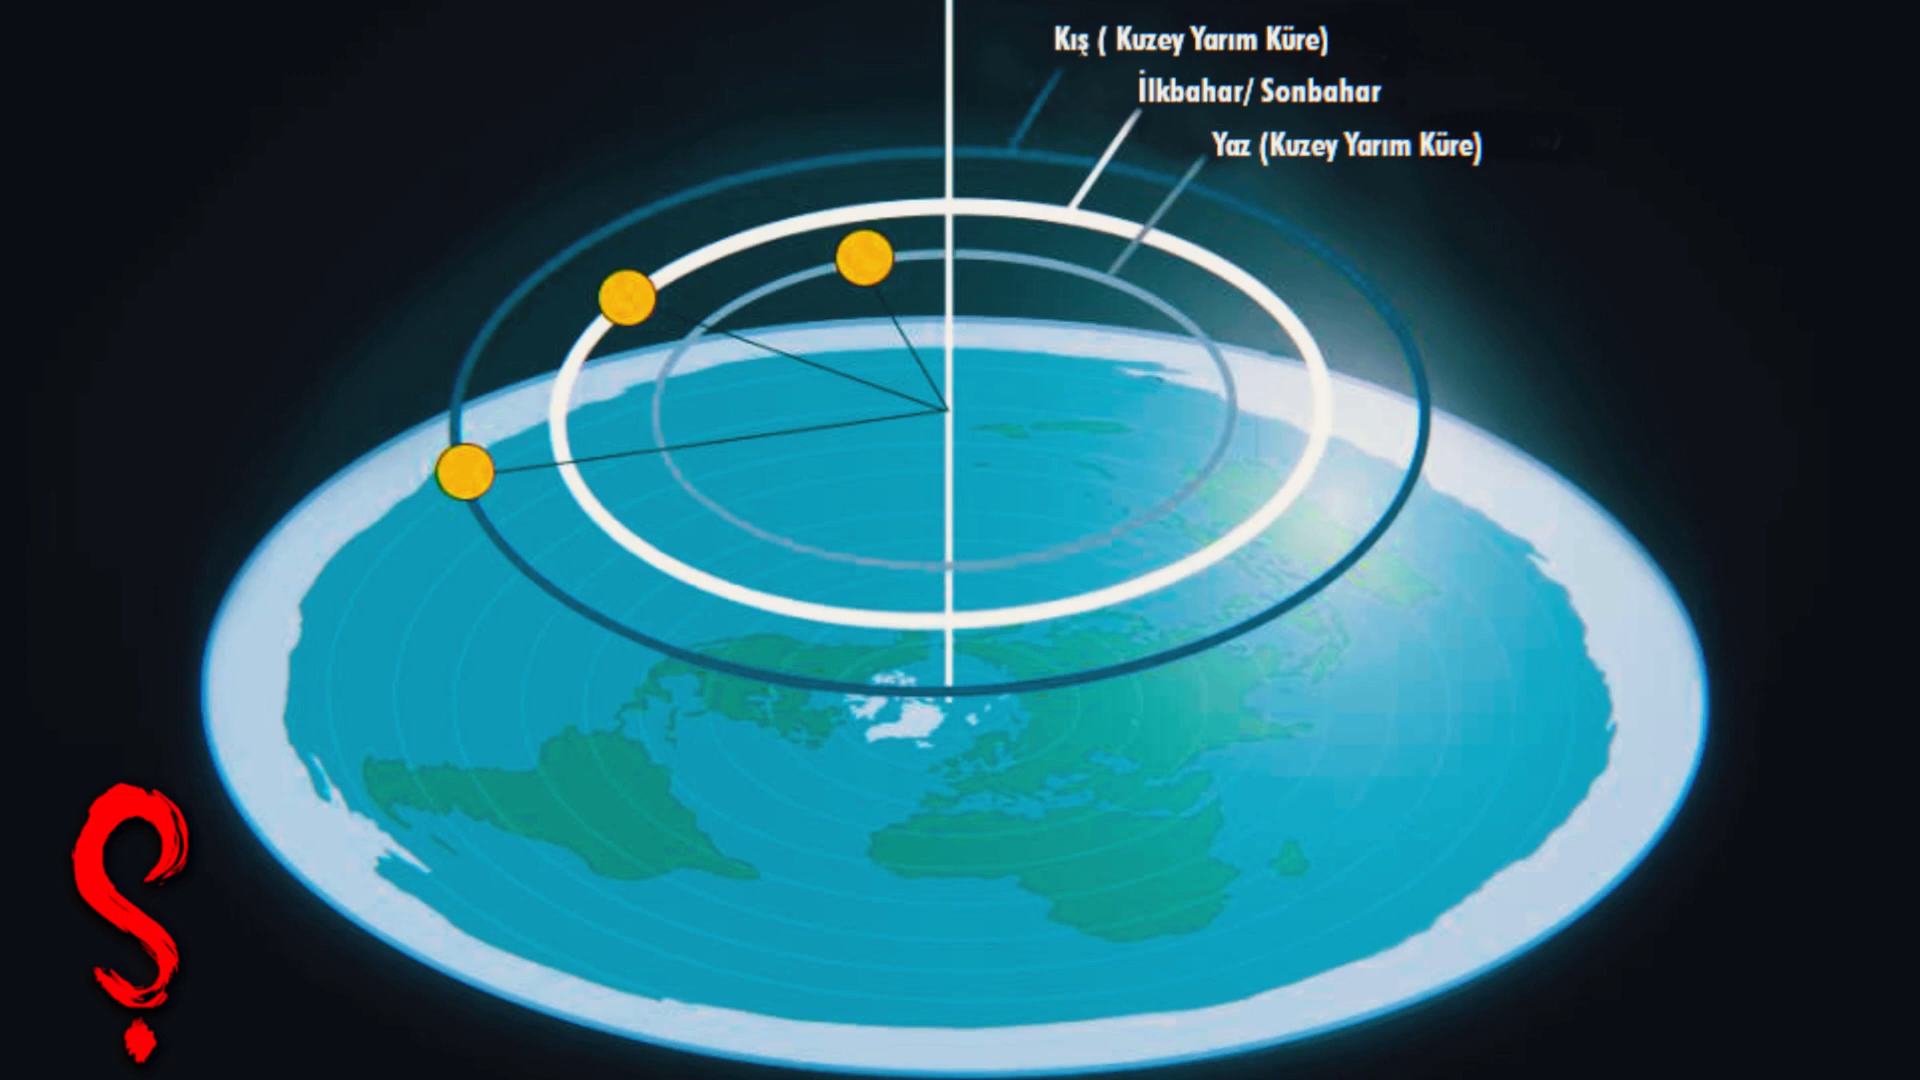 Kış ( Kuzey Yarım Küre)
İlkbahar/ Sonbahar
Yaz (Kuzey Yarım Küre)
?